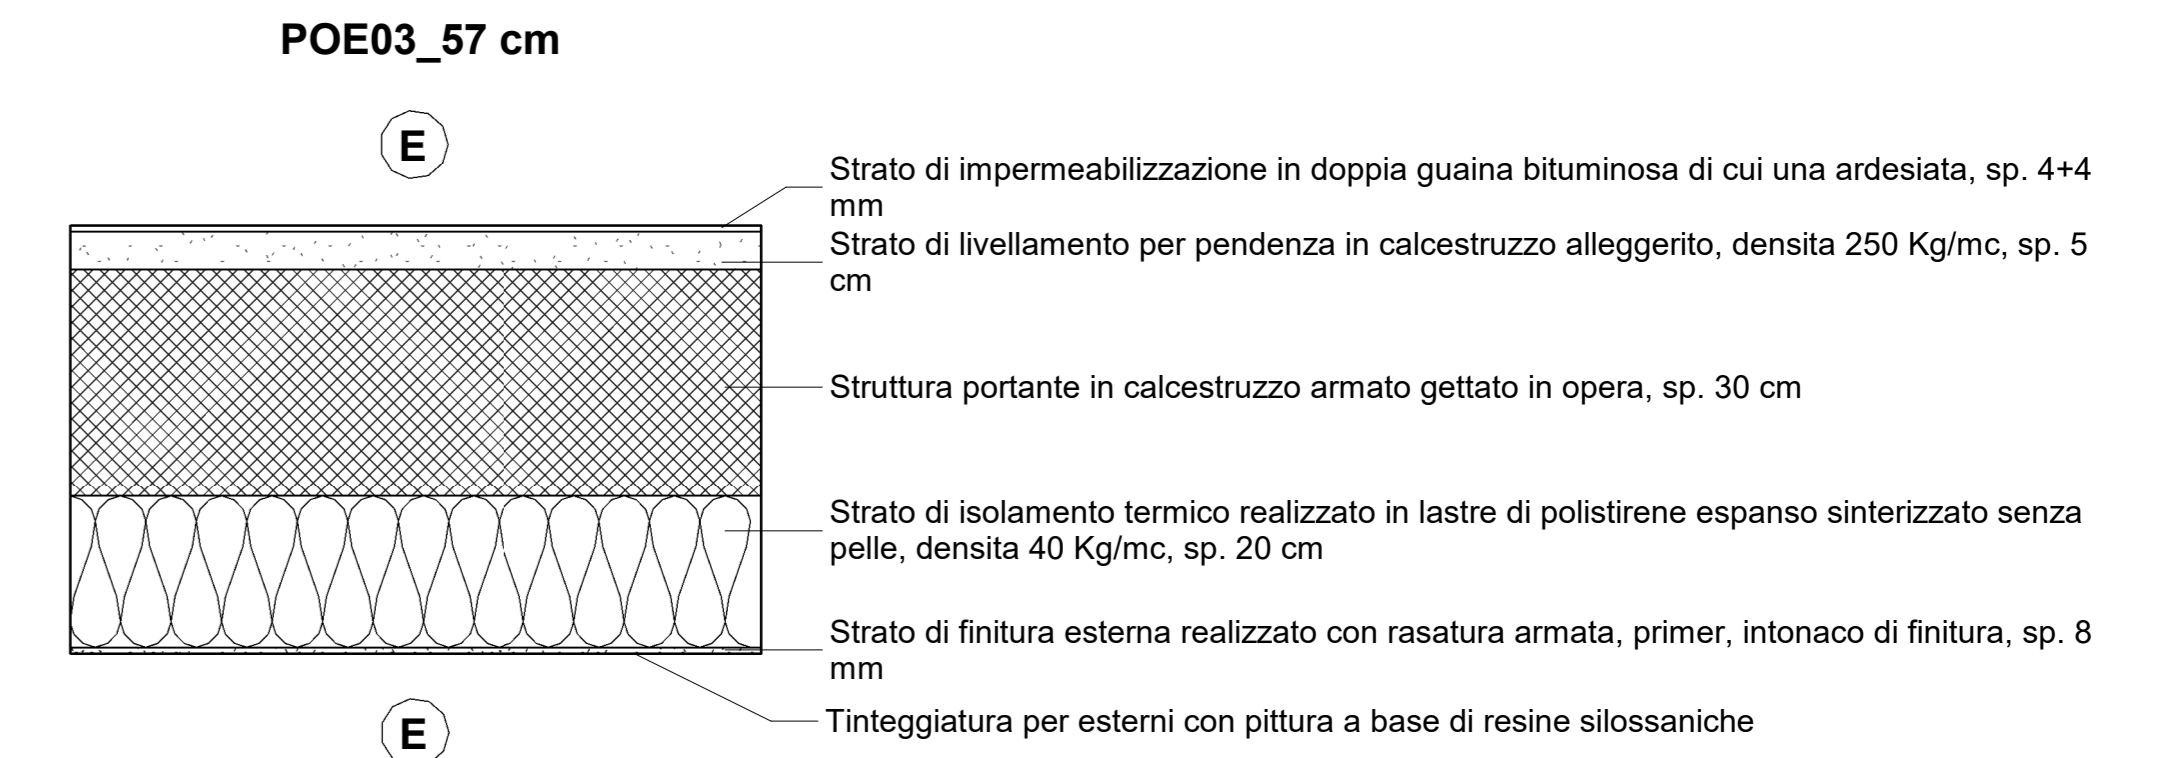 POE03_57 cm
E
Strato di impermeabilizzazione in doppia guaina bituminosa di cui una ardesiata, sp. 4+4
mm
Strato di livellamento per pendenza in calcestruzzo alleggerito, densita 250 Kg/mc, sp. 5
cm
Struttura portante in calcestruzzo armato gettato in opera, sp. 30 cm
Strato di isolamento termico realizzato in lastre di polistirene espanso sinterizzato senza
pelle, densita 40 Kg/mc, sp. 20 cm
Strato di finitura esterna realizzato con rasatura armata, primer, intonaco di finitura, sp. 8
mm
Tinteggiatura per esterni con pittura a base di resine silossaniche
E